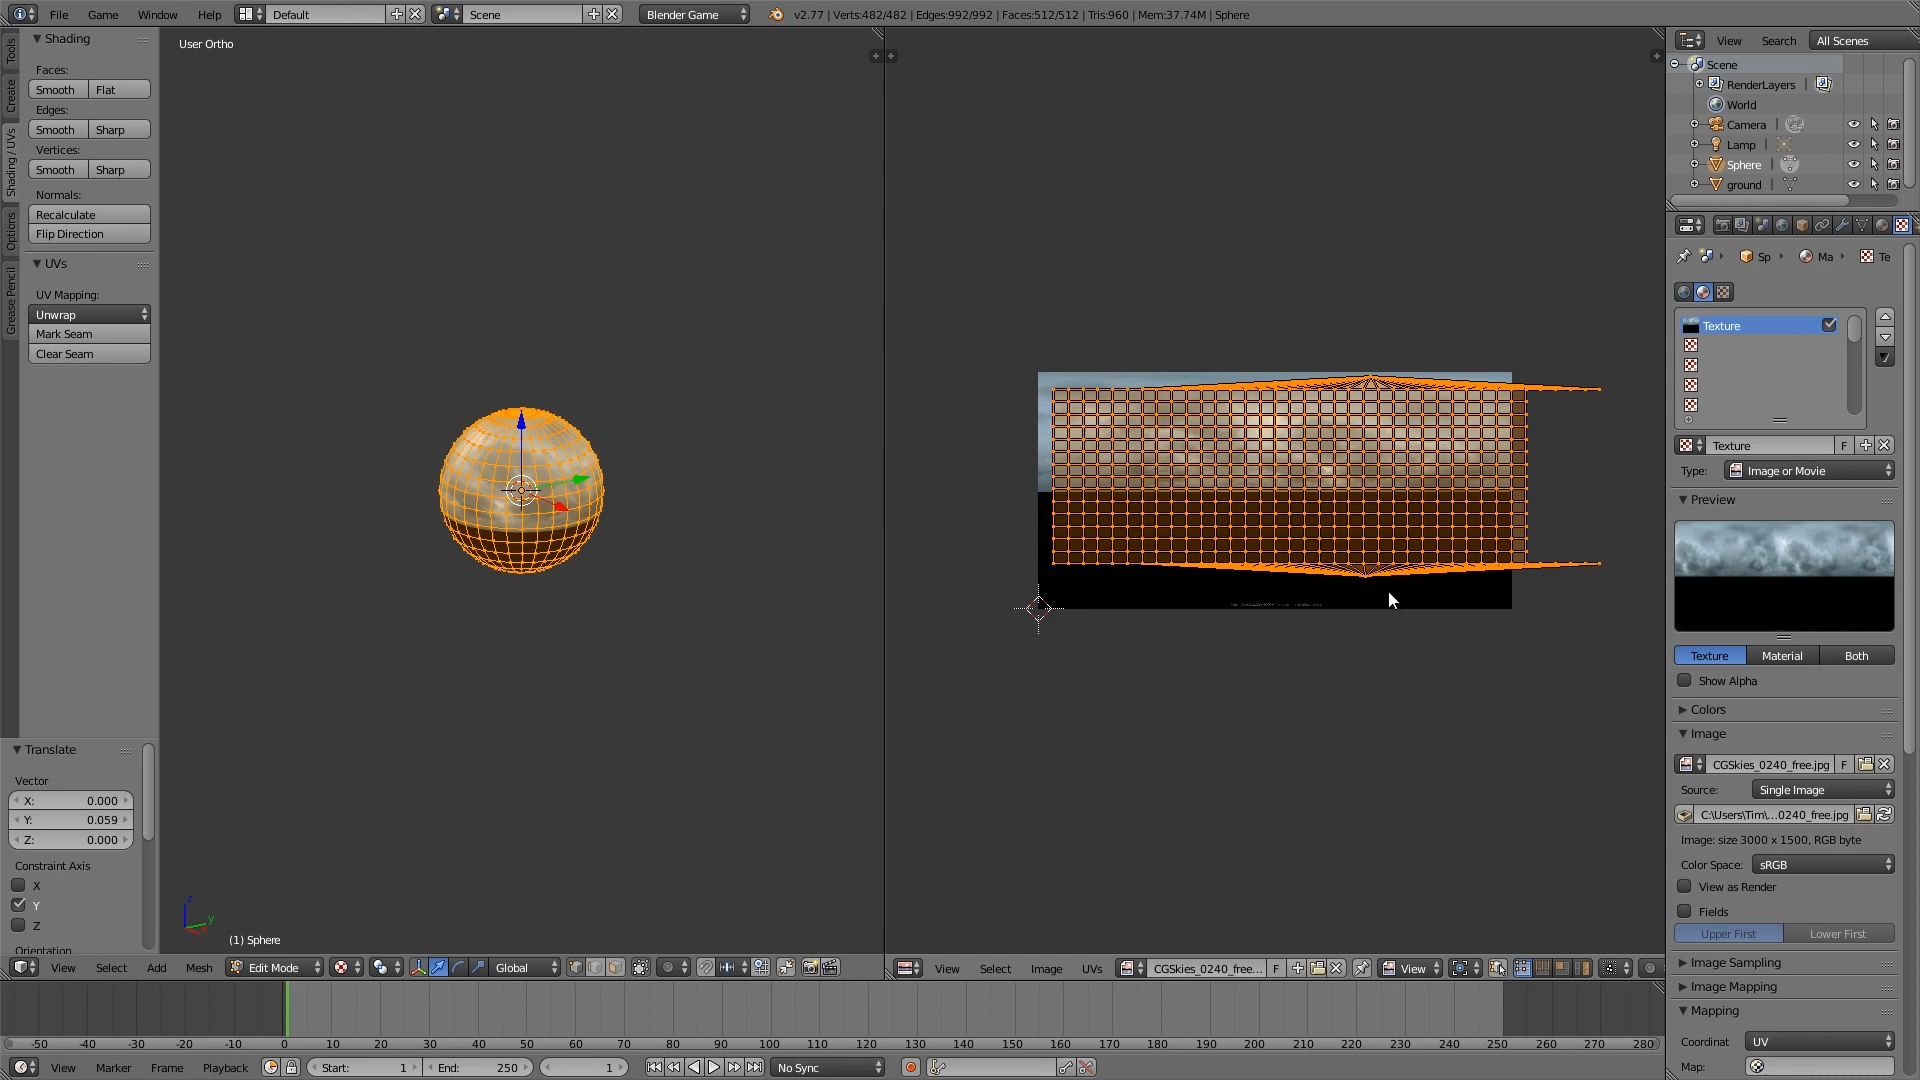 File Game Window Help Default Scene Blender Game v2.77 | Verts:482/482 | Edges:992/992 | Faces:512/512 | Tris:960 | Mem:37.74M | Sphere
Tools
Create
Shading / UVs
Options
Grease Pencil
Shading
Faces:
Smooth Flat
Edges:
Smooth Sharp
Vertices:
Smooth Sharp
Normals:
Recalculate
Flip Direction
UVs
UV Mapping:
Unwrap
Mark Seam
Clear Seam
Translate
Vector
X: 0.000
Y: 0.059
Z: 0.000
Constraint Axis
X
Y
Z
Orientation
User Ortho
z
y
(1) Sphere
View Select Add Mesh Edit Mode Global
View Select Image UVs CGSkies_0240_free... F View
View Search All Scenes
Scene
RenderLayers |
World
Camera |
Lamp |
Sphere |
ground |
Sp Ma Te
Texture
Texture F
Type: Image or Movie
Preview
Texture Material Both
Show Alpha
Colors
Image
CGSkies_0240_free.jpg F
Source: Single Image
C:\Users\Tim\...0240_free.jpg
Image: size 3000 x 1500, RGB byte
Color Space: sRGB
View as Render
Fields
Upper First Lower First
Image Sampling
Image Mapping
Mapping
Coordinat UV
Map:
-50 -40 -30 -20 -10 0 10 20 30 40 50 60 70 80 90 100 110 120 130 140 150 160 170 180 190 200 210 220 230 240 250 260 270 280
View Marker Frame Playback Start: 1 End: 250 1 No Sync